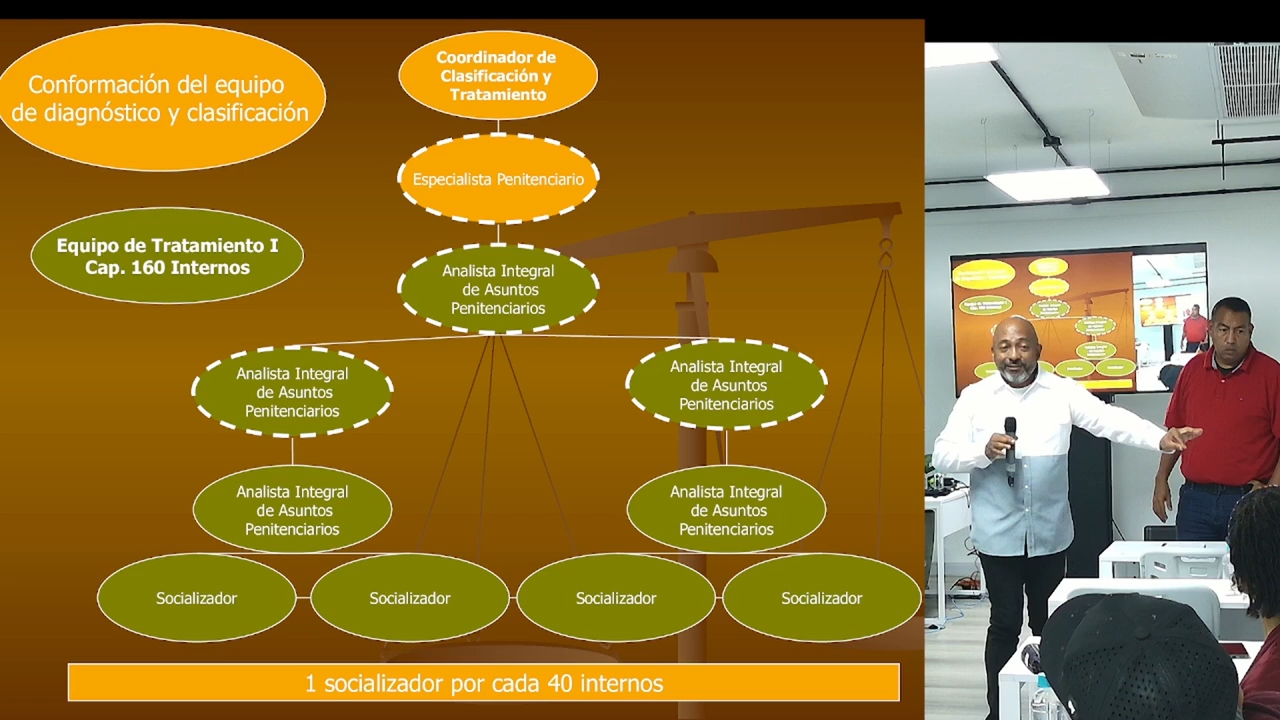 Conformación del equipo
de diagnóstico y clasificación
Coordinador de
Clasificación y
Tratamiento
Especialista Penitenciario
Equipo de Tratamiento I
Cap. 160 Internos
Analista Integral
de Asuntos
Penitenciarios
Analista Integral
de Asuntos
Penitenciarios
Analista Integral
de Asuntos
Penitenciarios
Analista Integral
de Asuntos
Penitenciarios
Analista Integral
de Asuntos
Penitenciarios
Socializador
Socializador
Socializador
Socializador
1 socializador por cada 40 internos